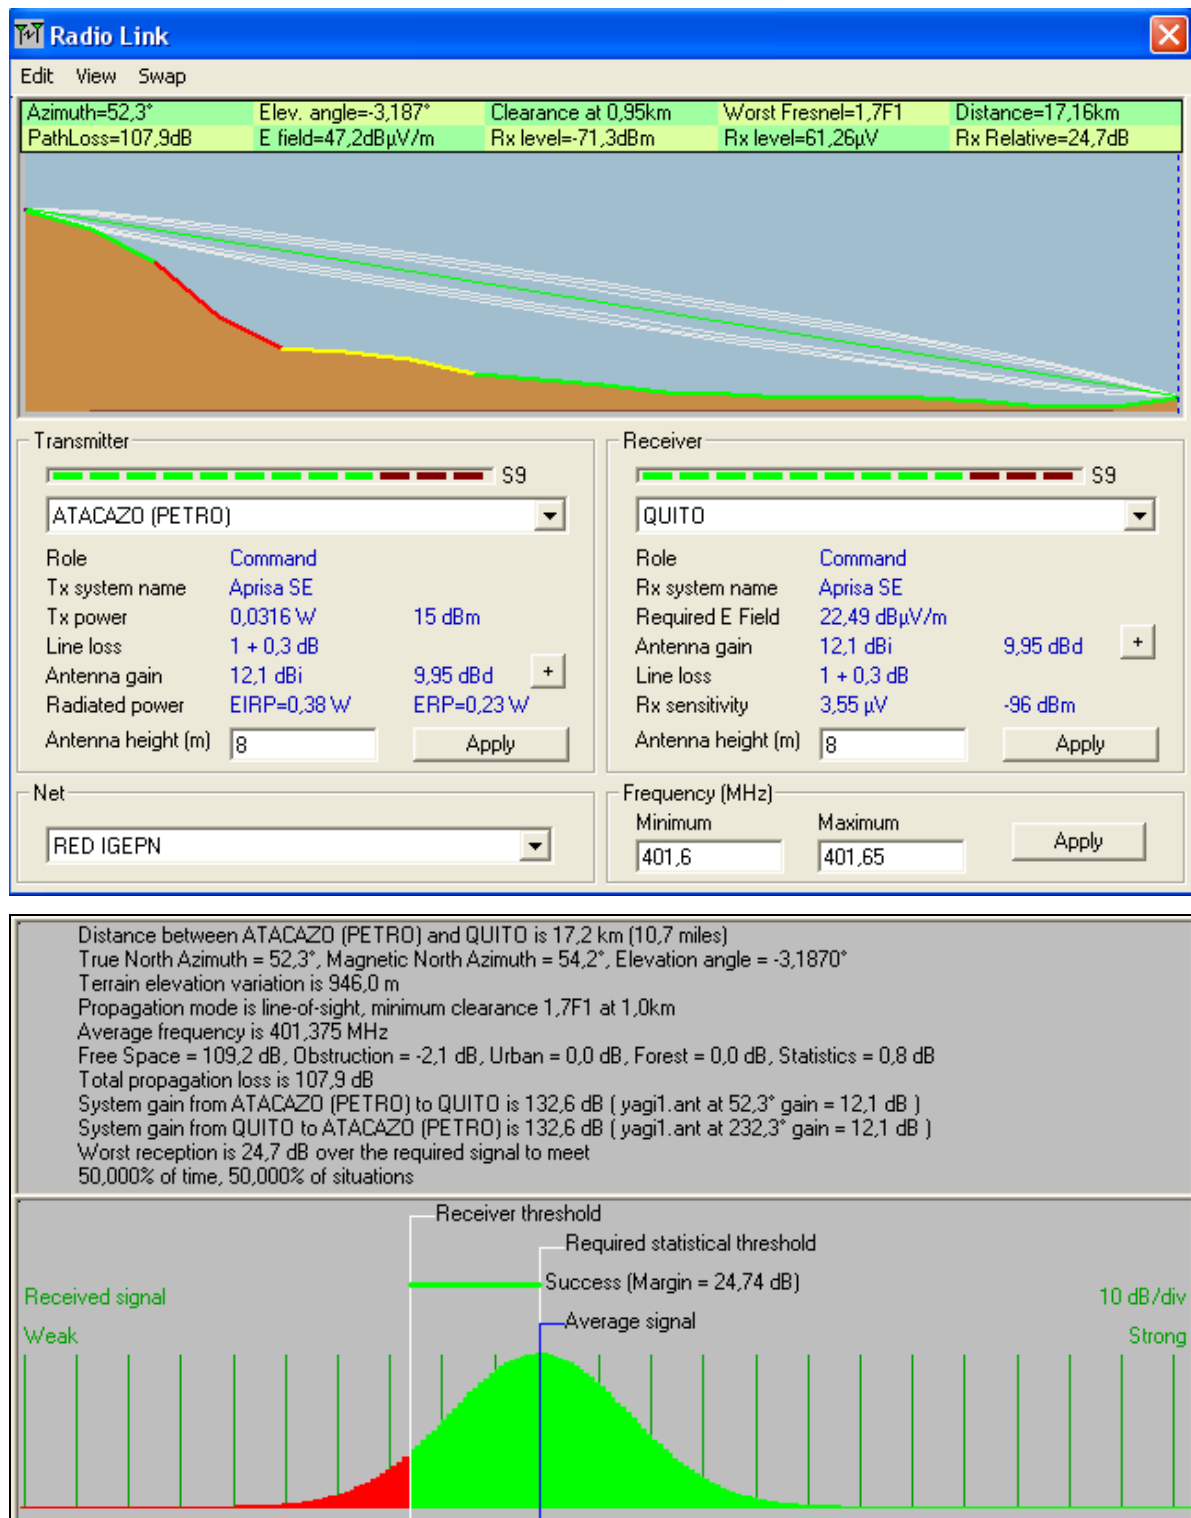 Radio Link
Edit View Swap
Azimuth=52,3° Elev. angle=-3,187° Clearance at 0,95km Worst Fresnel=1,7F1 Distance=17,16km
PathLoss=107,9dB E field=47,2dBµV/m Rx level=-71,3dBm Rx level=61,26µV Rx Relative=24,7dB
Transmitter
S9
ATACAZO (PETRO)
Role Command
Tx system name Aprisa SE
Tx power 0,0316 W 15 dBm
Line loss 1 + 0,3 dB
Antenna gain 12,1 dBi 9,95 dBd +
Radiated power EIRP=0,38 W ERP=0,23 W
Antenna height (m) 8 Apply
Receiver
S9
QUITO
Role Command
Rx system name Aprisa SE
Required E Field 22,49 dBµV/m
Antenna gain 12,1 dBi 9,95 dBd +
Line loss 1 + 0,3 dB
Rx sensitivity 3,55 µV -96 dBm
Antenna height (m) 8 Apply
Net
RED IGEPN
Frequency (MHz)
Minimum Maximum
401,6 401,65 Apply
Distance between ATACAZO (PETRO) and QUITO is 17,2 km (10,7 miles)
True North Azimuth = 52,3°, Magnetic North Azimuth = 54,2°, Elevation angle = -3,1870°
Terrain elevation variation is 946,0 m
Propagation mode is line-of-sight, minimum clearance 1,7F1 at 1,0km
Average frequency is 401,375 MHz
Free Space = 109,2 dB, Obstruction = -2,1 dB, Urban = 0,0 dB, Forest = 0,0 dB, Statistics = 0,8 dB
Total propagation loss is 107,9 dB
System gain from ATACAZO (PETRO) to QUITO is 132,6 dB ( yagi1.ant at 52,3° gain = 12,1 dB )
System gain from QUITO to ATACAZO (PETRO) is 132,6 dB ( yagi1.ant at 232,3° gain = 12,1 dB )
Worst reception is 24,7 dB over the required signal to meet
50,000% of time, 50,000% of situations
Receiver threshold
Required statistical threshold
Success (Margin = 24,74 dB)
Received signal 10 dB/div
Average signal
Weak Strong